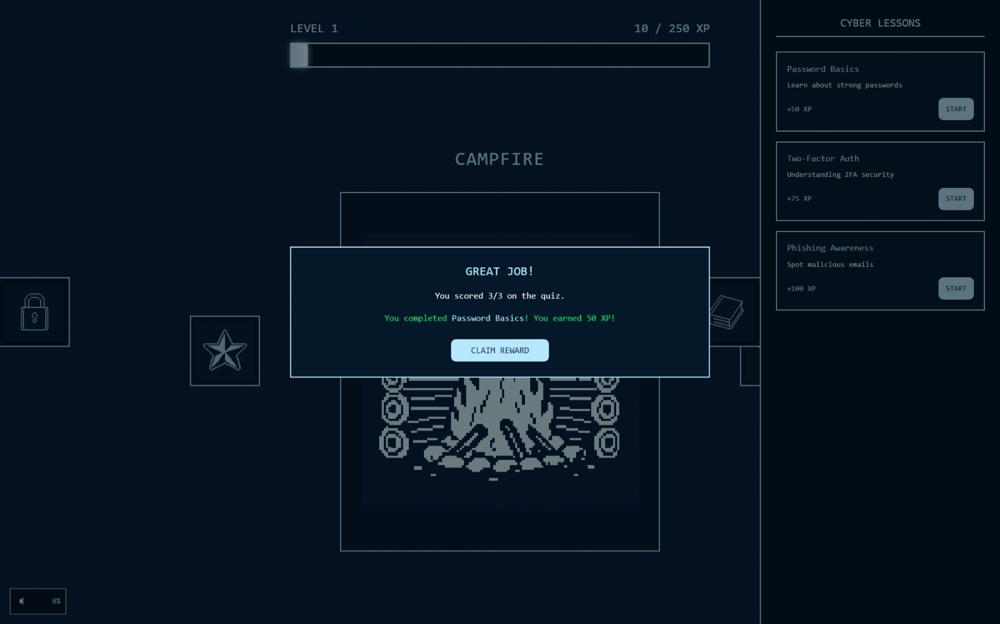 LEVEL 1
10 / 250 XP
CAMPFIRE
GREAT JOB!
You scored 3/3 on the quiz.
You completed Password Basics! You earned 50 XP!
CLAIM REWARD
8%
CYBER LESSONS
Password Basics
Learn about strong passwords
+50 XP
START
Two-Factor Auth
Understanding 2FA security
+75 XP
START
Phishing Awareness
Spot malicious emails
+100 XP
START